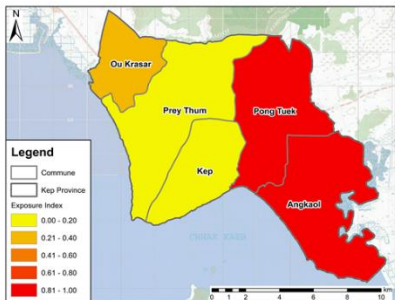 N
Ou Krasar
Prey Thum
Pong Tuek
Kep
Angkaol
Legend
Commune
Kep Province
Exposure Index
0.00 - 0.20
0.21 - 0.40
0.41 - 0.60
0.61 - 0.80
0.81 - 1.00
km
0 1 2 4 6 8 10